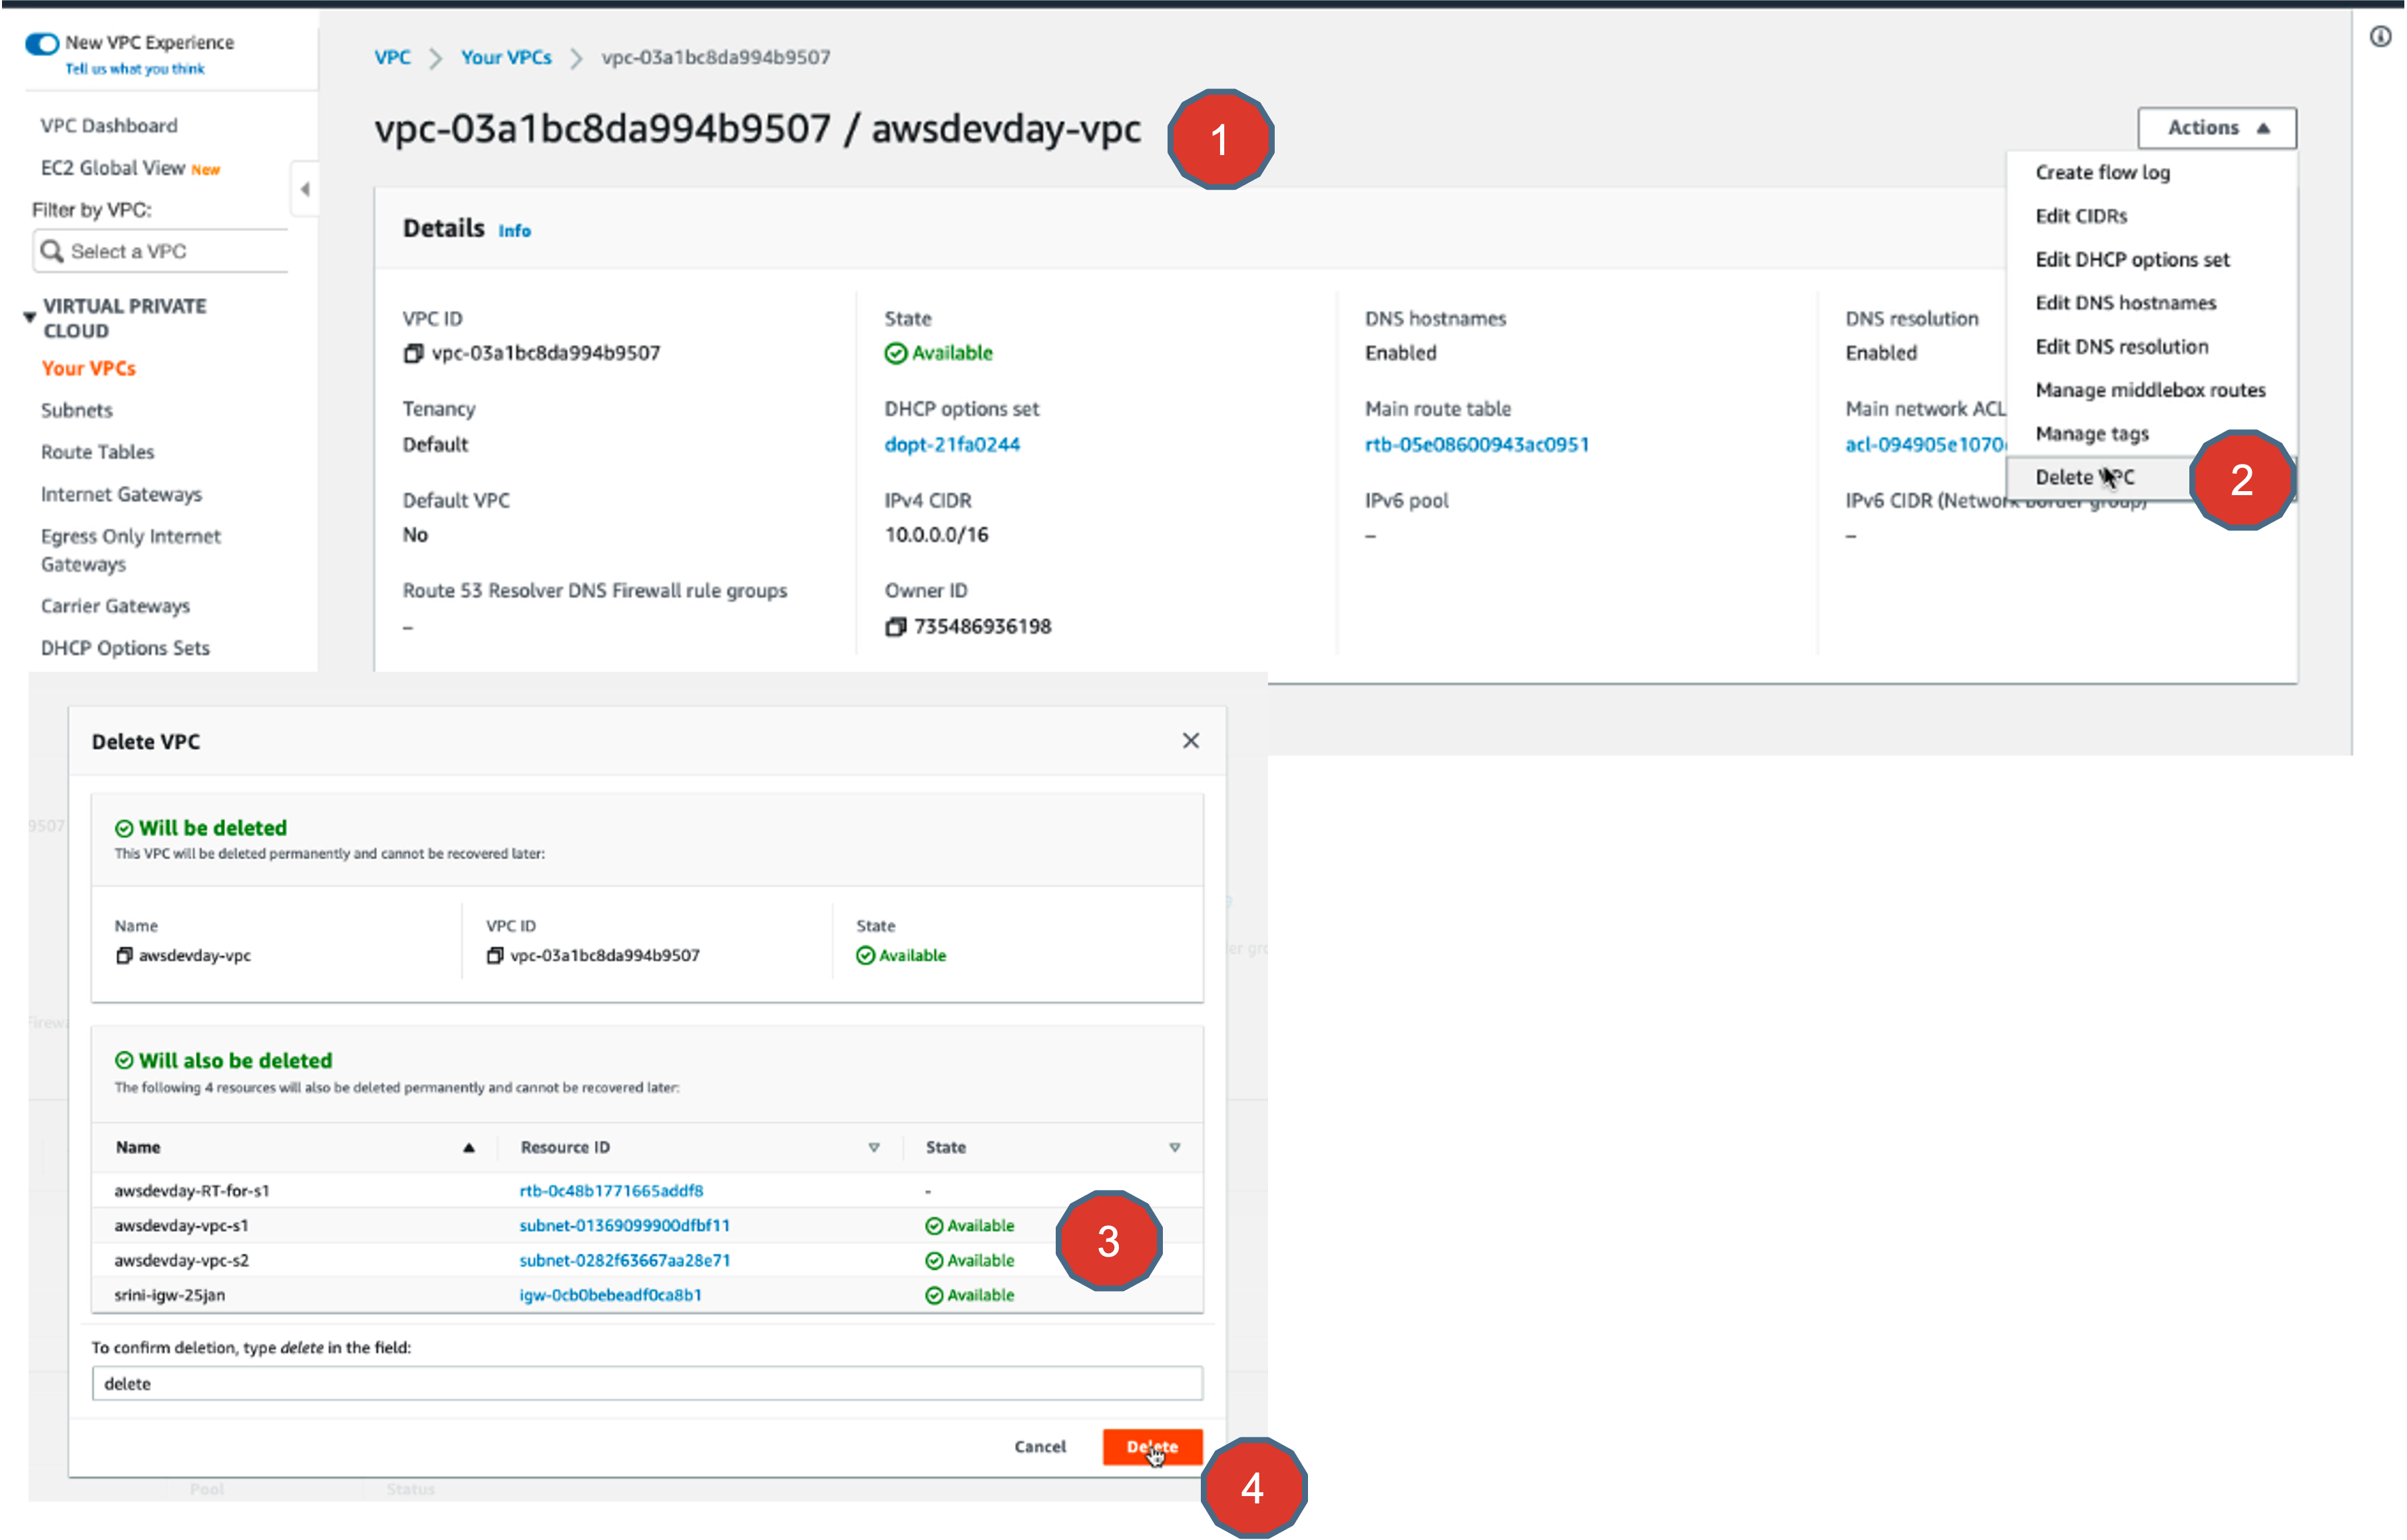 New VPC Experience
Tell us what you think
VPC Dashboard
EC2 Global View New
Filter by VPC:
Select a VPC
VIRTUAL PRIVATE
CLOUD
Your VPCs
Subnets
Route Tables
Internet Gateways
Egress Only Internet
Gateways
Carrier Gateways
DHCP Options Sets
VPC > Your VPCs > vpc-03a1bc8da994b9507
vpc-03a1bc8da994b9507 / awsdevday-vpc
1
Actions
Create flow log
Edit CIDRs
Edit DHCP options set
Edit DNS hostnames
Edit DNS resolution
Manage middlebox routes
Manage tags
Delete VPC
2
Details Info
VPC ID
vpc-03a1bc8da994b9507
State
Available
DNS hostnames
Enabled
DNS resolution
Enabled
Tenancy
Default
DHCP options set
dopt-21fa0244
Main route table
rtb-05e08600943ac0951
Main network ACL
acl-094905e1070
Default VPC
No
IPv4 CIDR
10.0.0.0/16
IPv6 pool
–
IPv6 CIDR (Network border group)
–
Route 53 Resolver DNS Firewall rule groups
–
Owner ID
735486936198
Delete VPC
Will be deleted
This VPC will be deleted permanently and cannot be recovered later:
Name
awsdevday-vpc
VPC ID
vpc-03a1bc8da994b9507
State
Available
Will also be deleted
The following 4 resources will also be deleted permanently and cannot be recovered later:
Name Resource ID State
awsdevday-RT-for-s1 rtb-0c48b1771665addf8 -
awsdevday-vpc-s1 subnet-01369099900dfbf11 Available
awsdevday-vpc-s2 subnet-0282f63667aa28e71 Available
srini-igw-25jan igw-0cb0bebeadf0ca8b1 Available
3
To confirm deletion, type delete in the field:
delete
Cancel Delete
4
9507
Firew
er gro
Pool Status